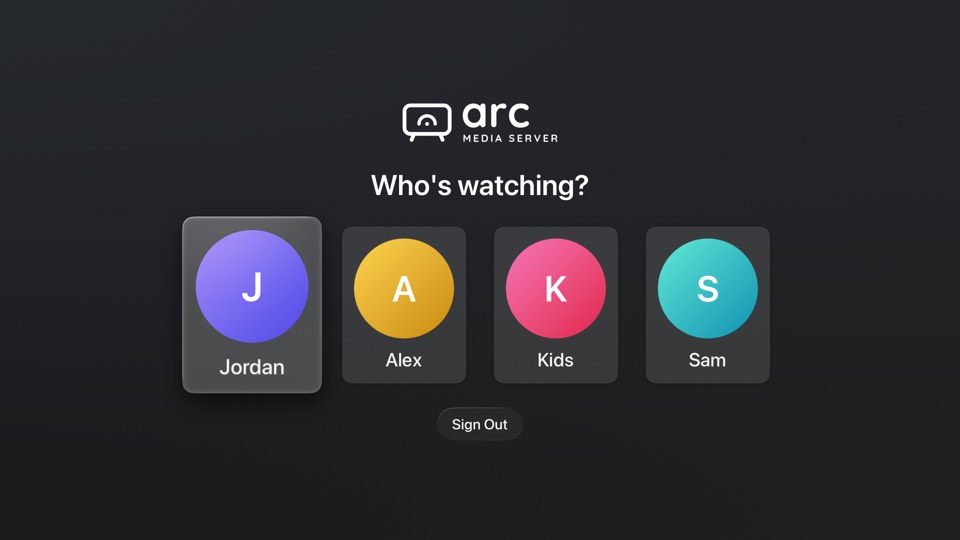 arc
MEDIA SERVER
Who's watching?
J
A
K
S
Jordan
Alex
Kids
Sam
Sign Out